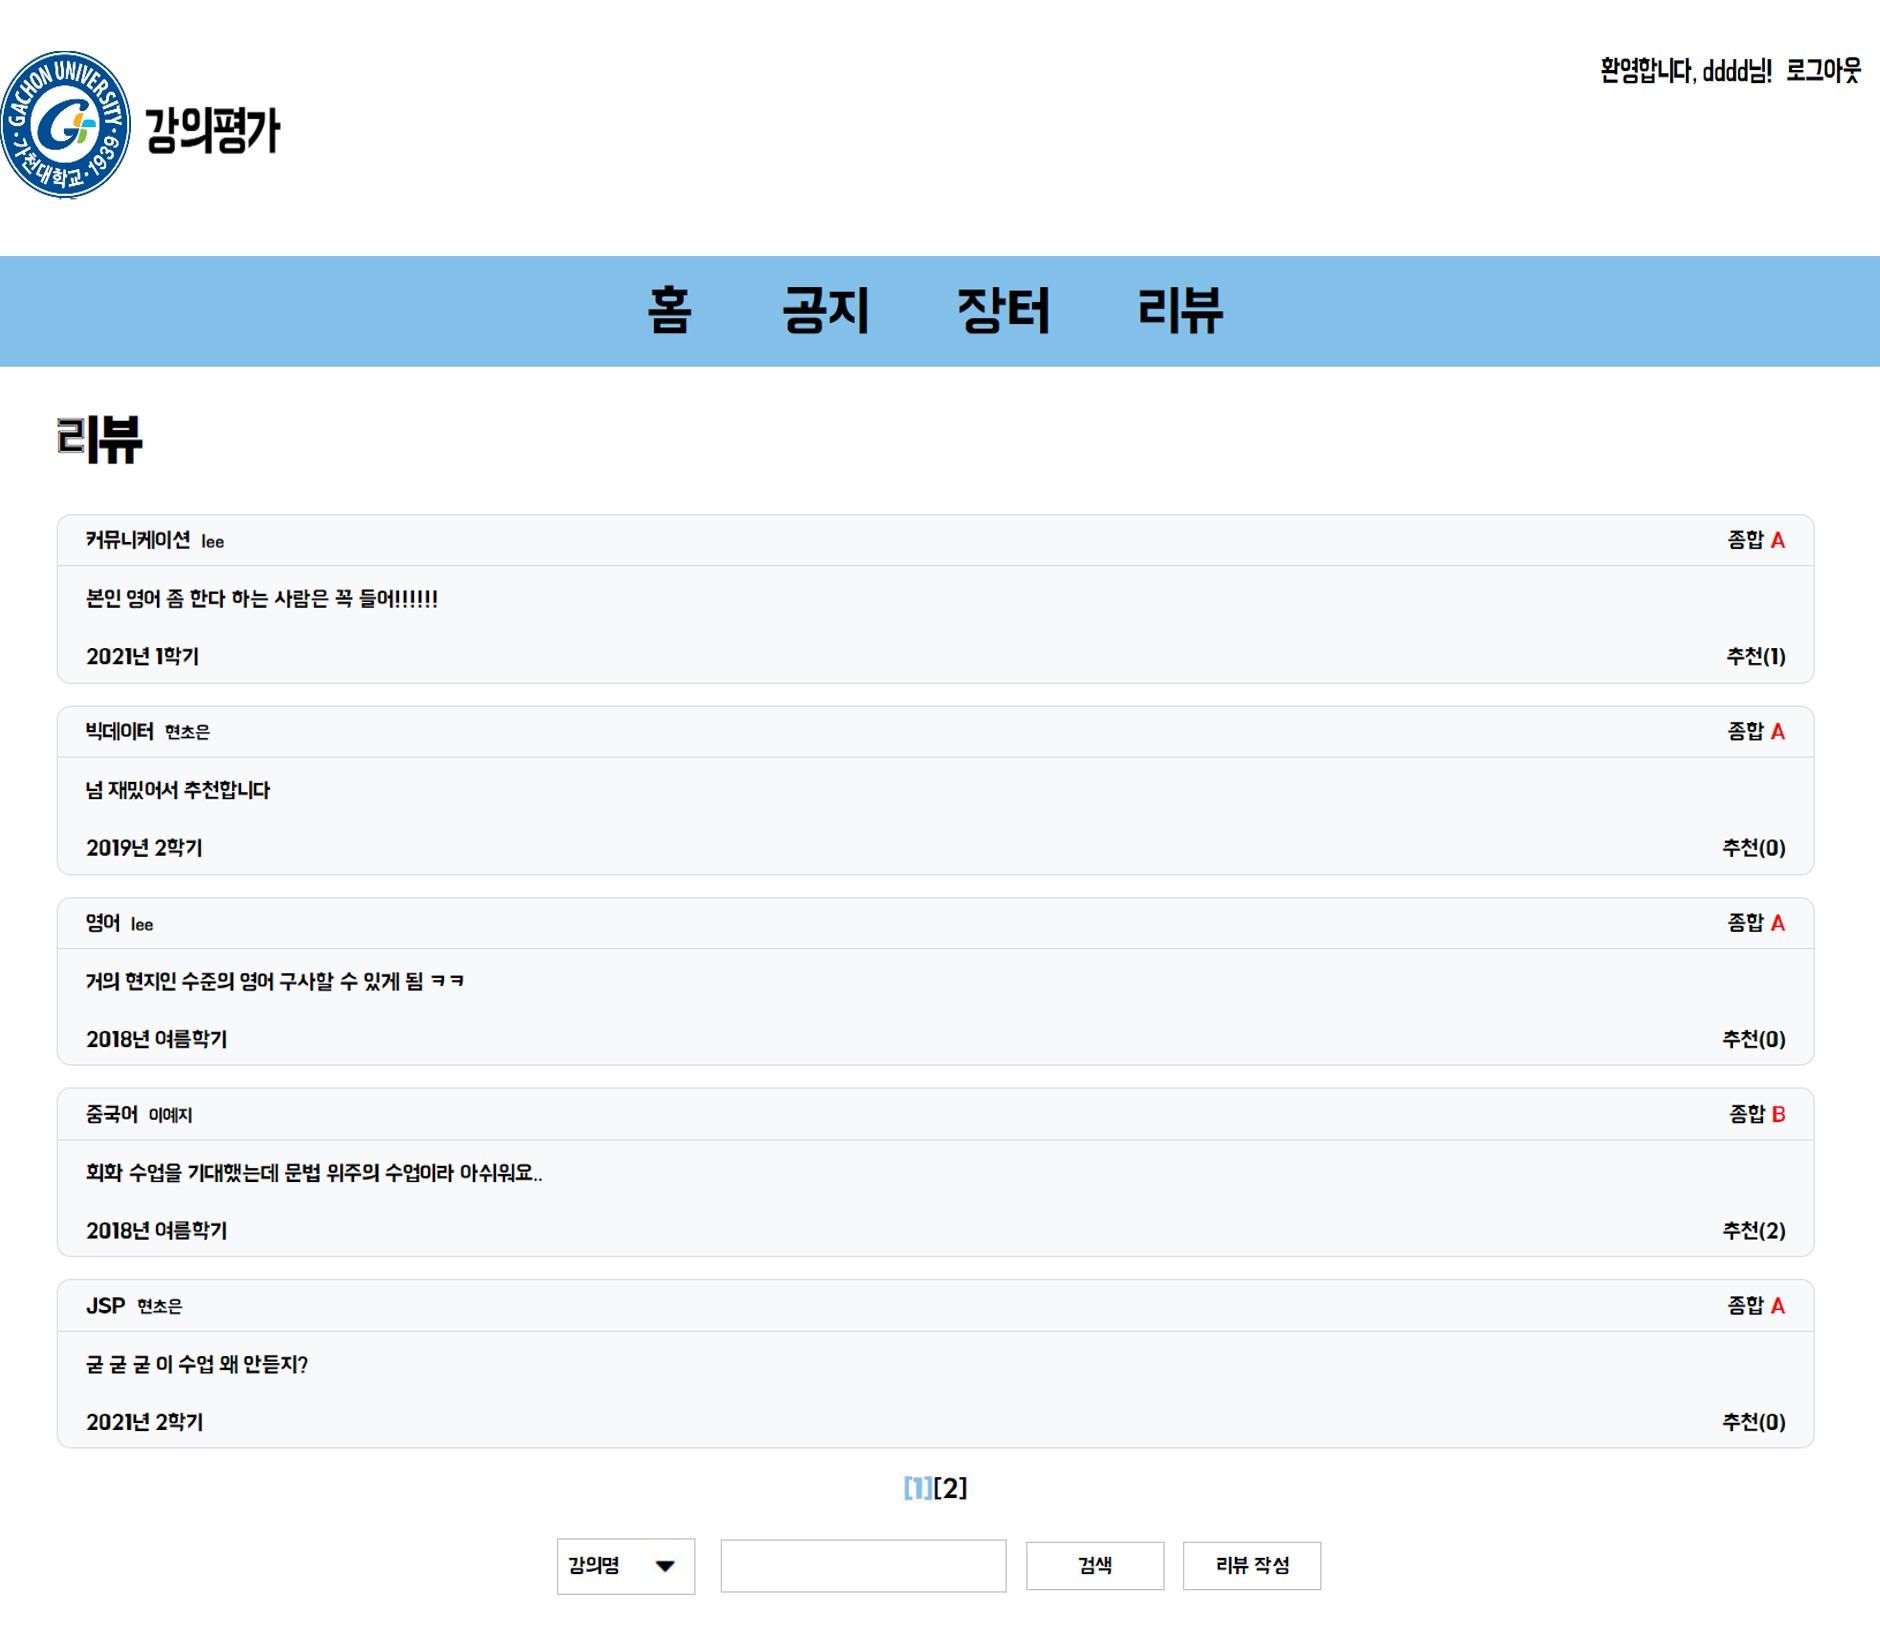 환영합니다, dddd님! 로그아웃
GACHON UNIVERSITY
가천대학교·1939
강의평가
홈 공지 장터 리뷰
리뷰
커뮤니케이션 lee 종합 A
본인 영어 좀 한다 하는 사람은 꼭 들어!!!!!!
2021년 1학기 추천(1)
빅데이터 현초은 종합 A
넘 재밌어서 추천합니다
2019년 2학기 추천(0)
영어 lee 종합 A
거의 현지인 수준의 영어 구사할 수 있게 됨 ㅋㅋ
2018년 여름학기 추천(0)
중국어 이예지 종합 B
회화 수업을 기대했는데 문법 위주의 수업이라 아쉬워요..
2018년 여름학기 추천(2)
JSP 현초은 종합 A
굳 굳 굳 이 수업 왜 안듣지?
2021년 2학기 추천(0)
[1][2]
강의명 검색 리뷰 작성